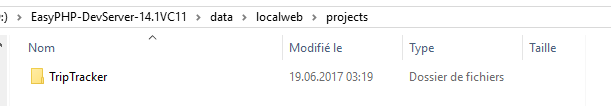 :) > EasyPHP-DevServer-14.1VC11 > data > localweb > projects
Nom Modifié le Type Taille
TripTracker 19.06.2017 03:19 Dossier de fichiers